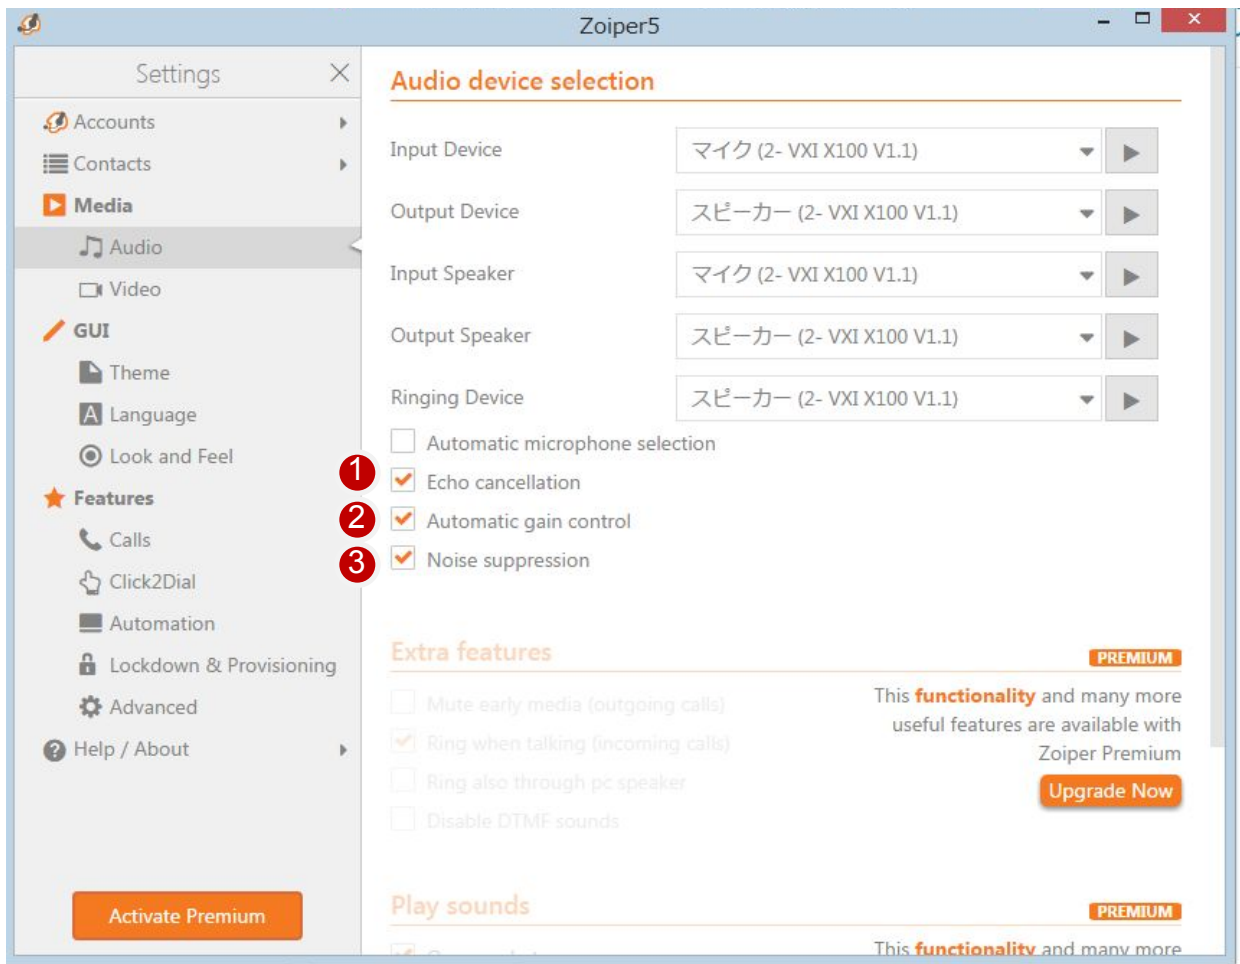 Zoiper5
Settings
Accounts
Contacts
Media
Audio
Video
GUI
Theme
Language
Look and Feel
Features
Calls
Click2Dial
Automation
Lockdown & Provisioning
Advanced
Help / About
Activate Premium
Audio device selection
Input Device マイク (2- VXI X100 V1.1)
Output Device スピーカー (2- VXI X100 V1.1)
Input Speaker マイク (2- VXI X100 V1.1)
Output Speaker スピーカー (2- VXI X100 V1.1)
Ringing Device スピーカー (2- VXI X100 V1.1)
Automatic microphone selection
1 Echo cancellation
2 Automatic gain control
3 Noise suppression
Extra features PREMIUM
Mute early media (outgoing calls)
Ring when talking (incoming calls)
Ring also through pc speaker
Disable DTMF sounds
This functionality and many more
useful features are available with
Zoiper Premium
Upgrade Now
Play sounds PREMIUM
This functionality and many more